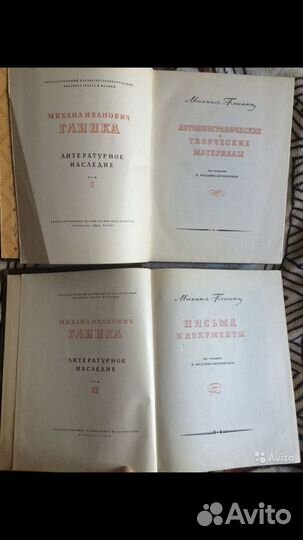 МИХАИЛ ИВАНОВИЧ
ГЛИНКА
ЛИТЕРАТУРНОЕ
НАСЛЕДИЕ
ТОМ
I
Михаил Глинка
АВТОБИОГРАФИЧЕСКИЕ
И
ТВОРЧЕСКИЕ
МАТЕРИАЛЫ
МИХАИЛ ИВАНОВИЧ
ГЛИНКА
ЛИТЕРАТУРНОЕ
НАСЛЕДИЕ
ТОМ
II
Михаил Глинка
ПИСЬМА
И ДОКУМЕНТЫ
Avito